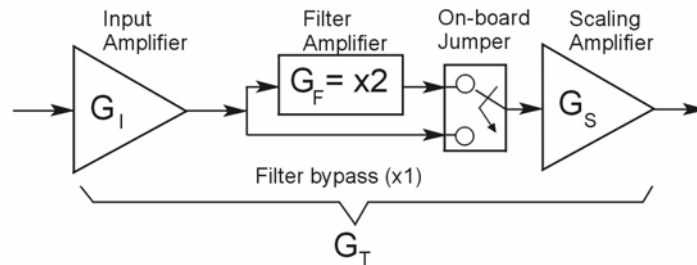 Input
Amplifier
Filter
Amplifier
On-board
Jumper
Scaling
Amplifier
G_I
G_F = x2
G_S
Filter bypass (x1)
G_T